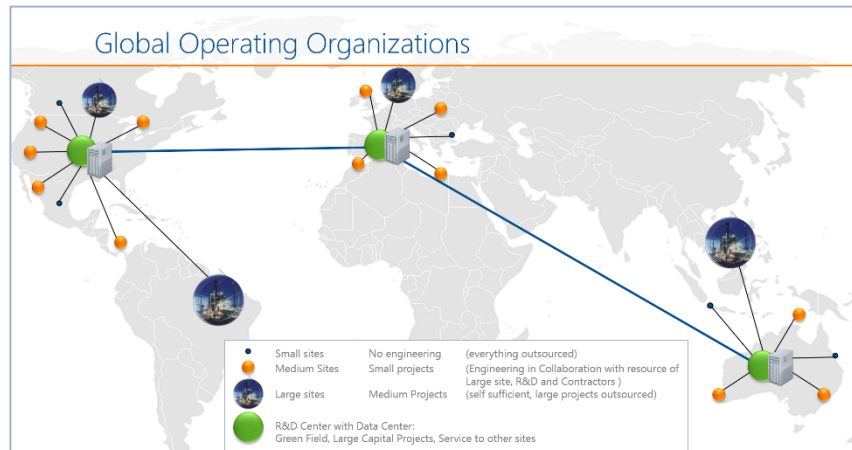 Global Operating Organizations
Small sites No engineering (everything outsourced)
Medium Sites Small projects (Engineering in Collaboration with resource of
Large site, R&D and Contractors )
Large sites Medium Projects (self sufficient, large projects outsourced)
R&D Center with Data Center:
Green Field, Large Capital Projects, Service to other sites